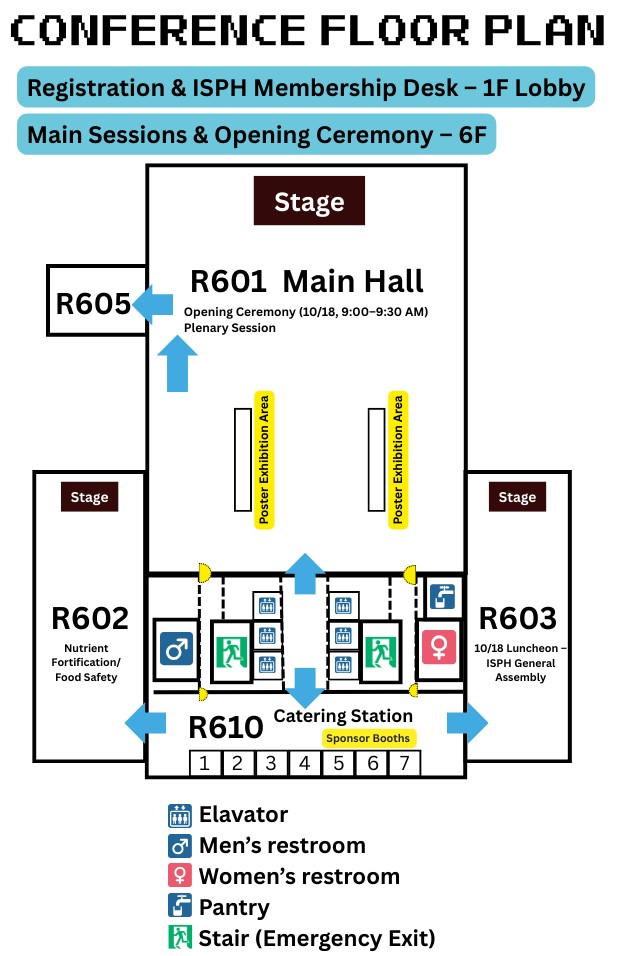 CONFERENCE FLOOR PLAN
Registration & ISPH Membership Desk – 1F Lobby
Main Sessions & Opening Ceremony – 6F
Stage
R601 Main Hall
R605
Opening Ceremony (10/18, 9:00–9:30 AM)
Plenary Session
Poster Exhibition Area
Poster Exhibition Area
Stage
Stage
R602
Nutrient
Fortification/
Food Safety
R603
10/18 Luncheon –
ISPH General
Assembly
R610
Catering Station
Sponsor Booths
1 2 3 4 5 6 7
Elavator
Men's restroom
Women's restroom
Pantry
Stair (Emergency Exit)